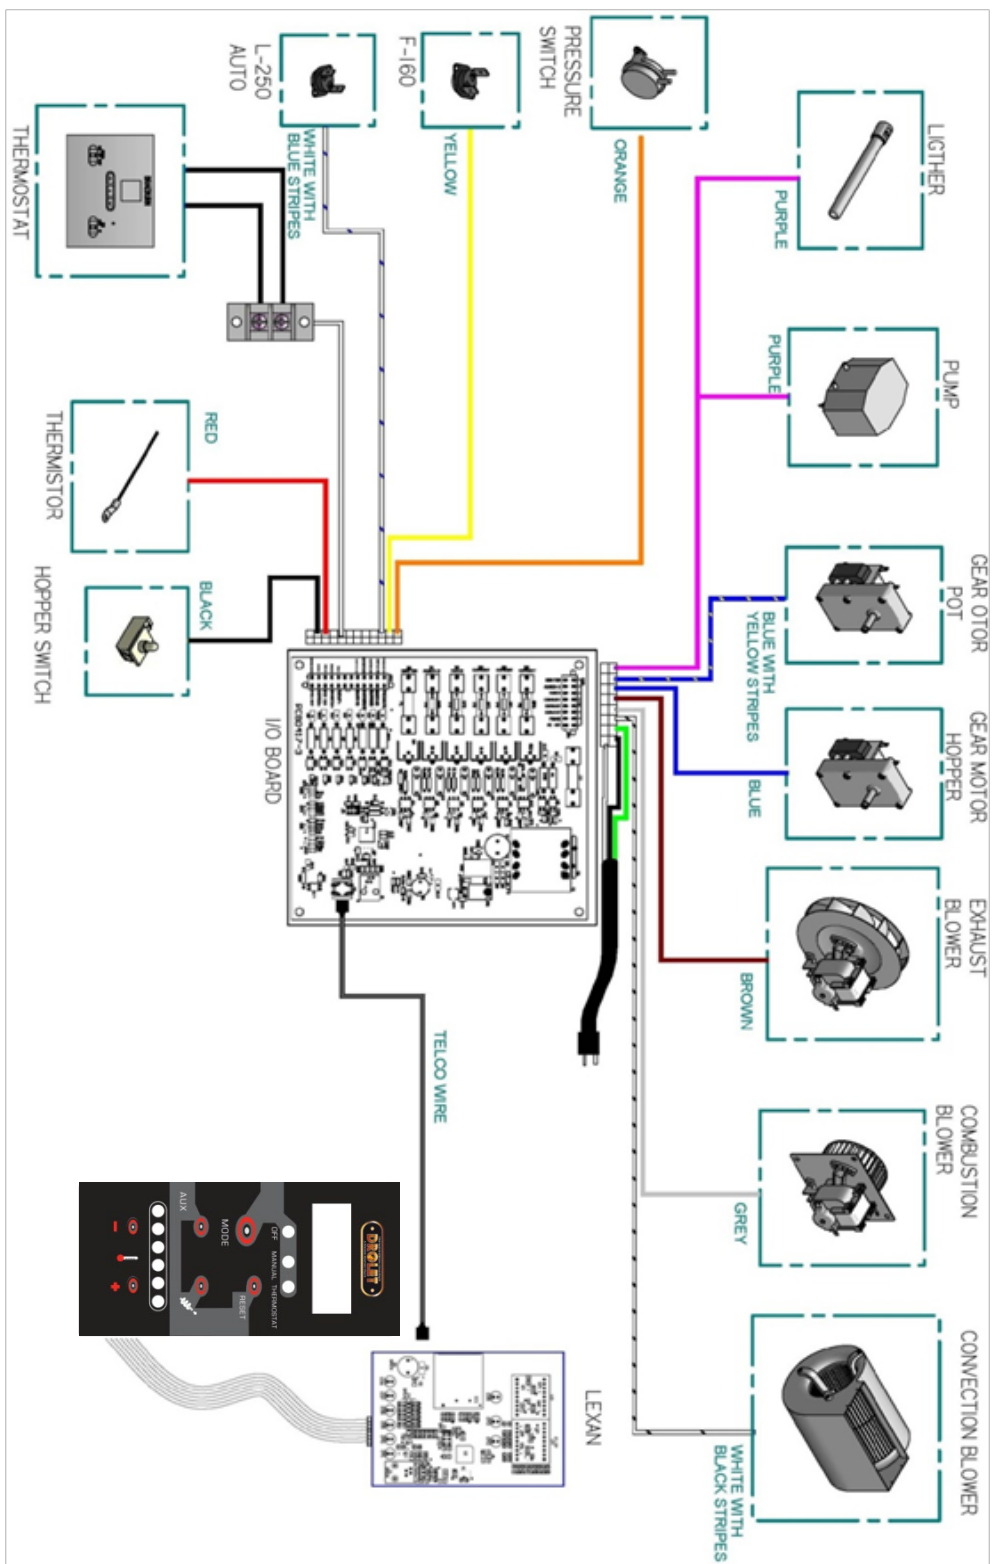 LIGTHER
PURPLE
PUMP
PURPLE
GEAR OTOR
POT
BLUE WITH
YELLOW STRIPES
GEAR MOTOR
HOPPER
BLUE
EXHAUST
BLOWER
BROWN
COMBUSTION
BLOWER
GREY
CONVECTION BLOWER
WHITE WITH
BLACK STRIPES
PRESSURE
SWITCH
ORANGE
F-160
YELLOW
L-250
AUTO
WHITE WITH
BLUE STRIPES
THERMOSTAT
RED
THERMISTOR
BLACK
HOPPER SWITCH
PCBD417-3
I/O BOARD
TELCO WIRE
LEXAN
DROLET
OFF MANUAL THERMOSTAT
MODE
RESET
AUX
- +